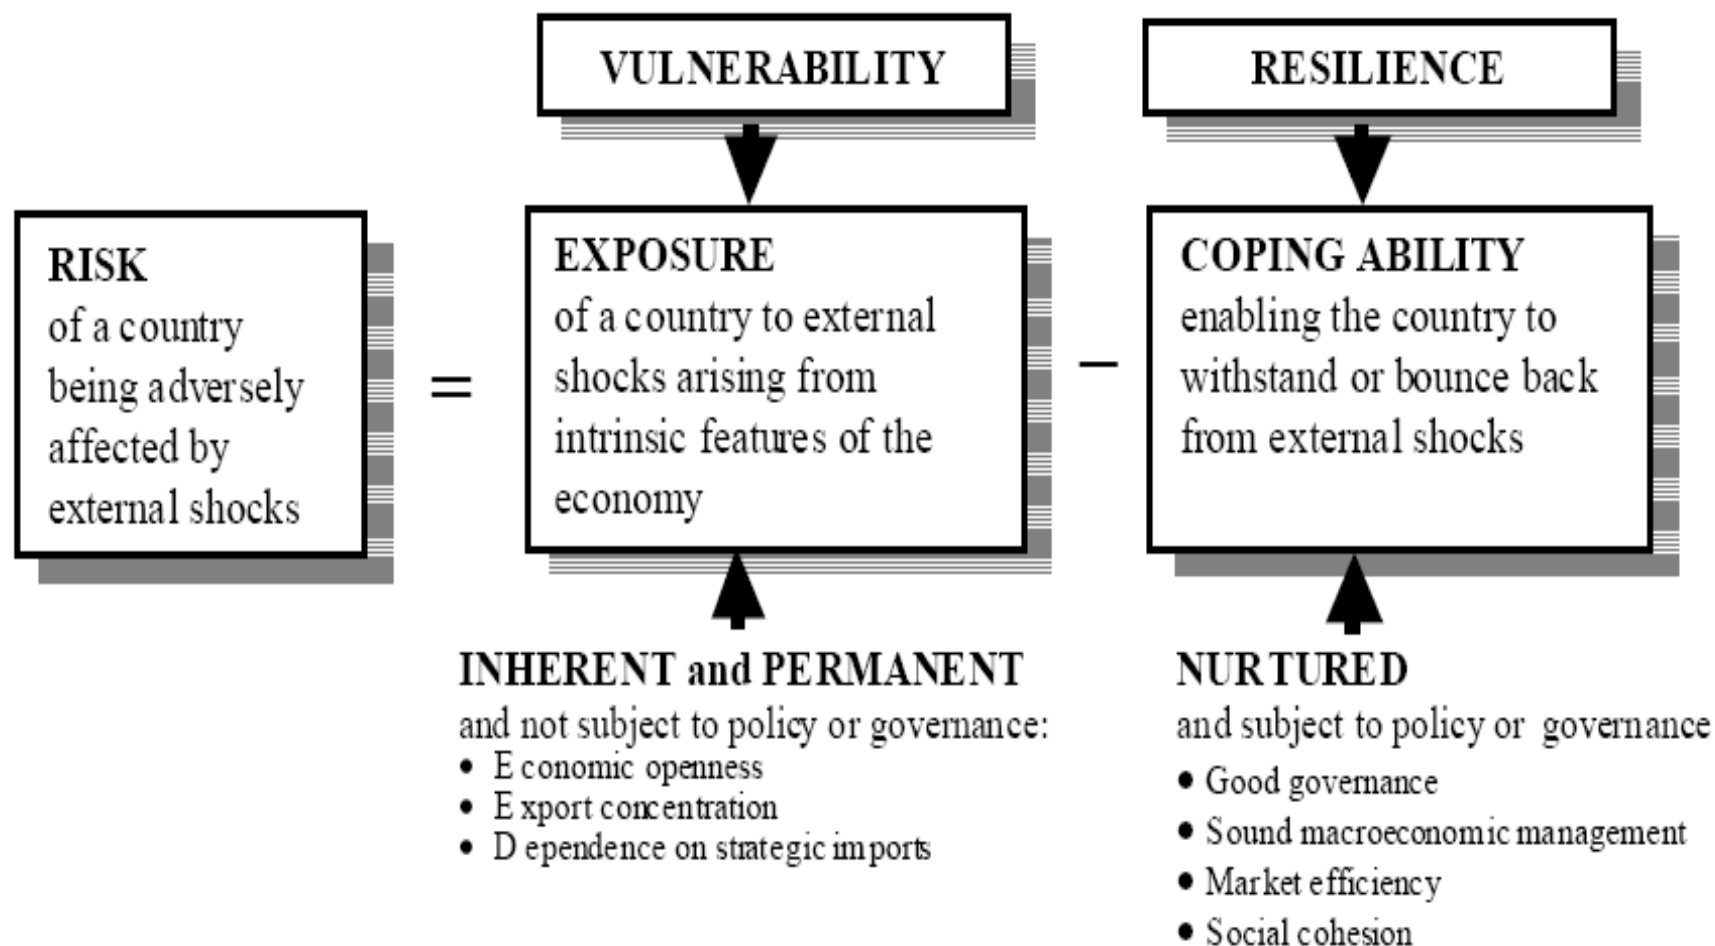 VULNERABILITY
RESILIENCE
RISK
of a country
being adversely
affected by
external shocks
=
EXPOSURE
of a country to external
shocks arising from
intrinsic features of the
economy
–
COPING ABILITY
enabling the country to
withstand or bounce back
from external shocks
INHERENT and PERMANENT
and not subject to policy or governance:
• Economic openness
• Export concentration
• Dependence on strategic imports
NURTURED
and subject to policy or governance
• Good governance
• Sound macroeconomic management
• Market efficiency
• Social cohesion